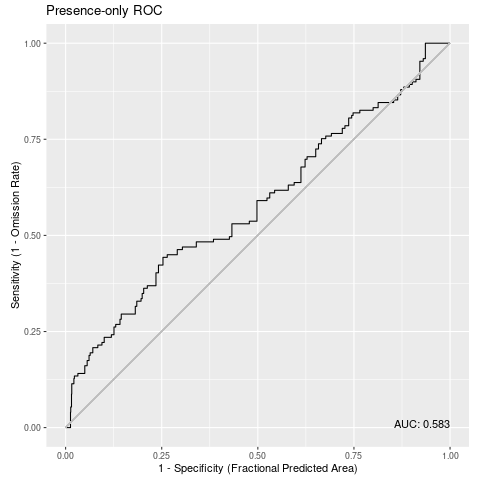 Presence-only ROC
Sensitivity (1 - Omission Rate)
1.00
0.75
0.50
0.25
0.00
AUC: 0.583
0.00 0.25 0.50 0.75 1.00
1 - Specificity (Fractional Predicted Area)